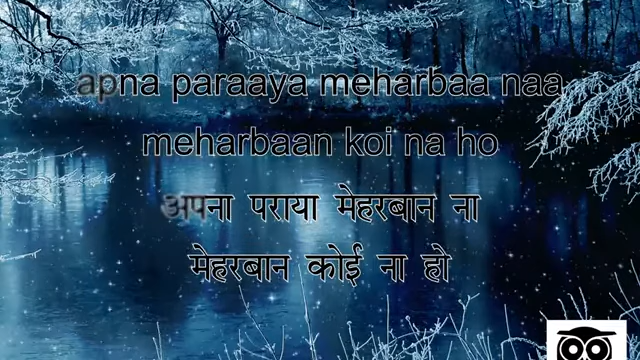 apna paraaya meharbaa naa
meharbaan koi na ho
अपना पराया मेहरबान ना
मेहरबान कोई ना हो